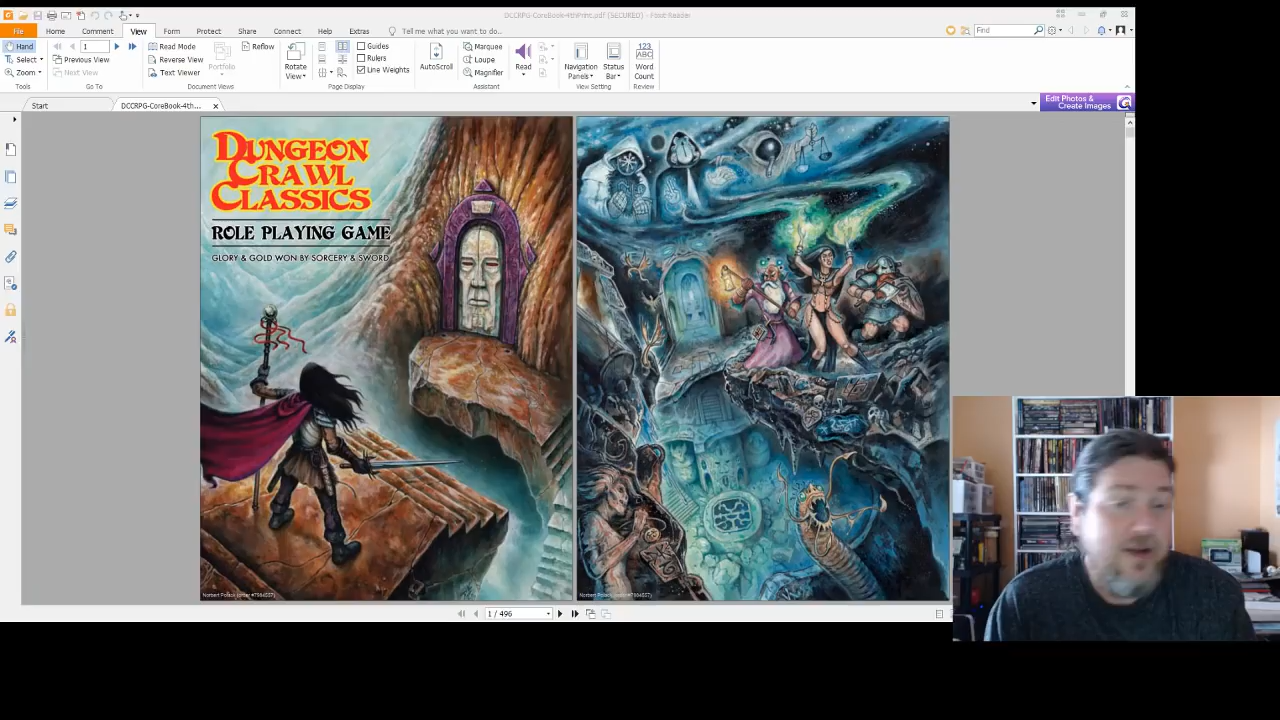 DCCRPG-CoreBook-4thPrint.pdf [SECURED] - Foxit Reader
File Home Comment View Form Protect Share Connect Help Extras Tell me what you want to do.. Find
Hand 1 Read Mode Reflow Guides Marquee
Select Previous View Reverse View Rulers Loupe
Zoom Next View Text Viewer Portfolio Rotate View Line Weights AutoScroll Magnifier Read Navigation Panels Status Bar Word Count
Tools Go To Document Views Page Display Assistant View Setting Review
Start DCCRPG-CoreBook-4th... Edit Photos &
Create Images
DUNGEON
CRAWL
CLASSICS
ROLE PLAYING GAME
GLORY & GOLD WON BY SORCERY & SWORD
1 / 496